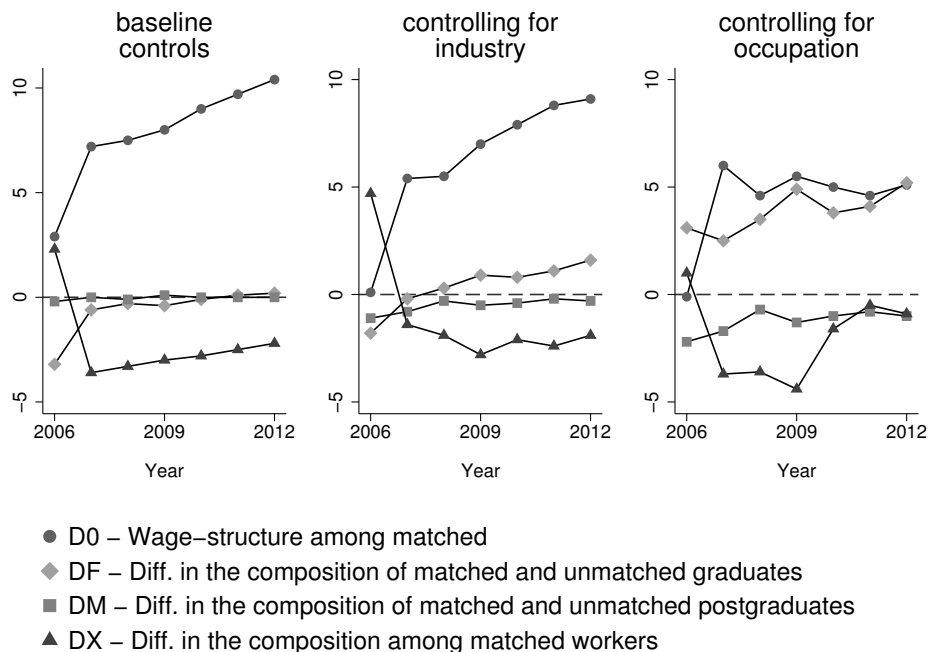 baseline
controls
controlling for
industry
controlling for
occupation
10
5
0
−5
2006
2009
2012
Year
10
5
0
−5
2006
2009
2012
Year
10
5
0
−5
2006
2009
2012
Year
D0 − Wage−structure among matched
DF − Diff. in the composition of matched and unmatched graduates
DM − Diff. in the composition of matched and unmatched postgraduates
DX − Diff. in the composition among matched workers